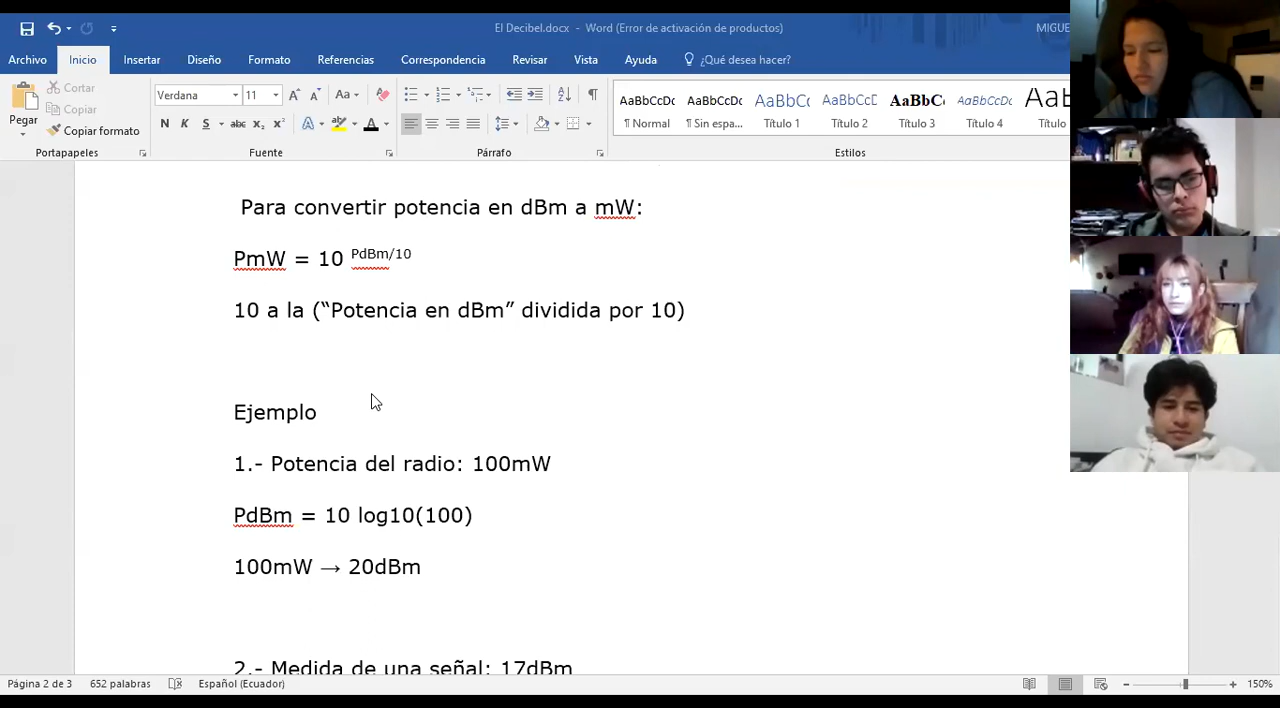 El Decibel.docx - Word (Error de activación de productos)
MIGUE
Archivo
Inicio
Insertar
Diseño
Formato
Referencias
Correspondencia
Revisar
Vista
Ayuda
¿Qué desea hacer?
Pegar
Cortar
Copiar
Copiar formato
Portapapeles
Verdana
11
Aa
N K S abc x₂ x²
Fuente
Párrafo
AaBbCcDc
¶ Normal
AaBbCcDc
¶ Sin espa...
AaBbCc
Título 1
AaBbCcD
Título 2
AaBbCc
Título 3
AaBbCcDc
Título 4
AaB
Título
Estilos
Para convertir potencia en dBm a mW:
PmW = 10 PdBm/10
10 a la (“Potencia en dBm” dividida por 10)
Ejemplo
1.- Potencia del radio: 100mW
PdBm = 10 log10(100)
100mW → 20dBm
2.- Medida de una señal: 17dBm
Página 2 de 3
652 palabras
Español (Ecuador)
150%